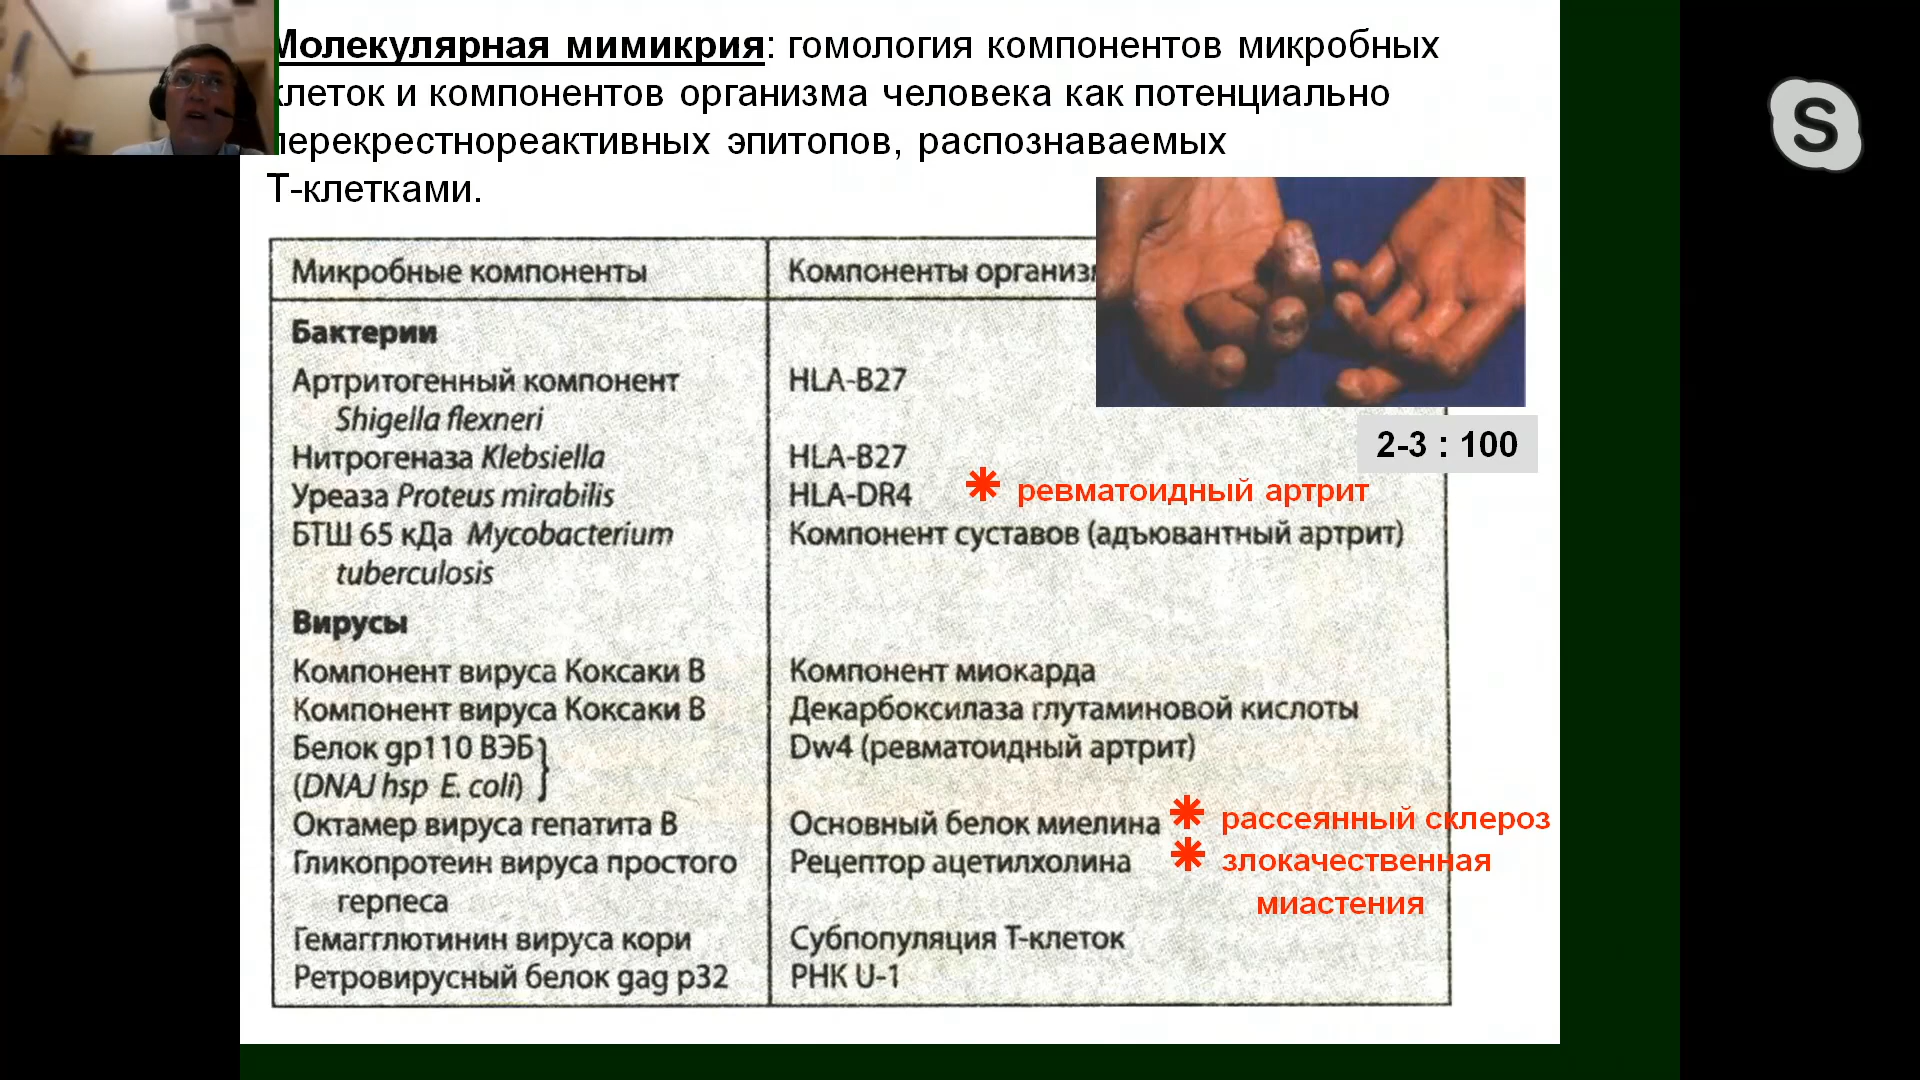 Молекулярная мимикрия: гомология компонентов микробных
клеток и компонентов организма человека как потенциально
перекрестнореактивных эпитопов, распознаваемых
Т-клетками.
S
Микробные компоненты
Компоненты
Бактерии
Артритогенный компонент
Shigella flexneri
HLA-B27
2-3 : 100
Нитрогеназа Klebsiella
HLA-B27
Уреаза Proteus mirabilis
HLA-DR4
* ревматоидный артрит
БТШ 65 кДа Mycobacterium
tuberculosis
Компонент суставов (адъювантный артрит)
Вирусы
Компонент вируса Коксаки В
Компонент миокарда
Компонент вируса Коксаки В
Декарбоксилаза глутаминовой кислоты
Белок gp110 ВЭБ
(DNAJ hsp E. coli)
Dw4 (ревматоидный артрит)
Октамер вируса гепатита В
Основный белок миелина
* рассеянный склероз
Гликопротеин вируса простого
герпеса
Рецептор ацетилхолина
* злокачественная
миастения
Гемагглютинин вируса кори
Субпопуляция Т-клеток
Ретровирусный белок gag p32
РНК U-1